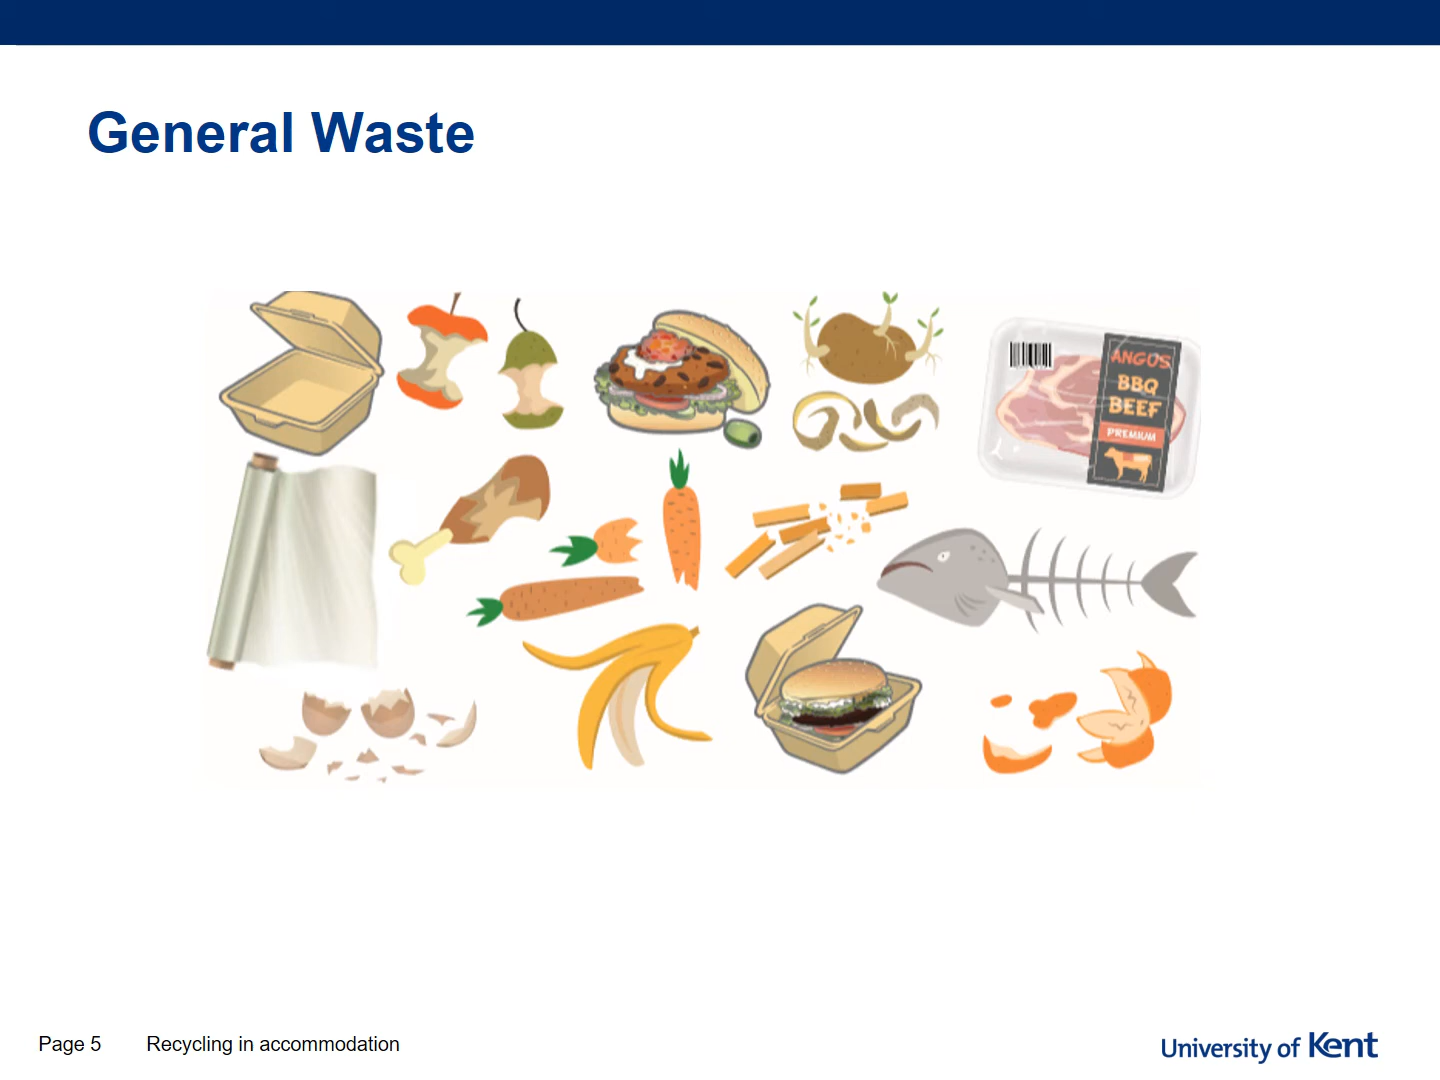 General Waste
ANGUS
BBQ
BEEF
PREMIUM
Page 5 Recycling in accommodation
University of Kent